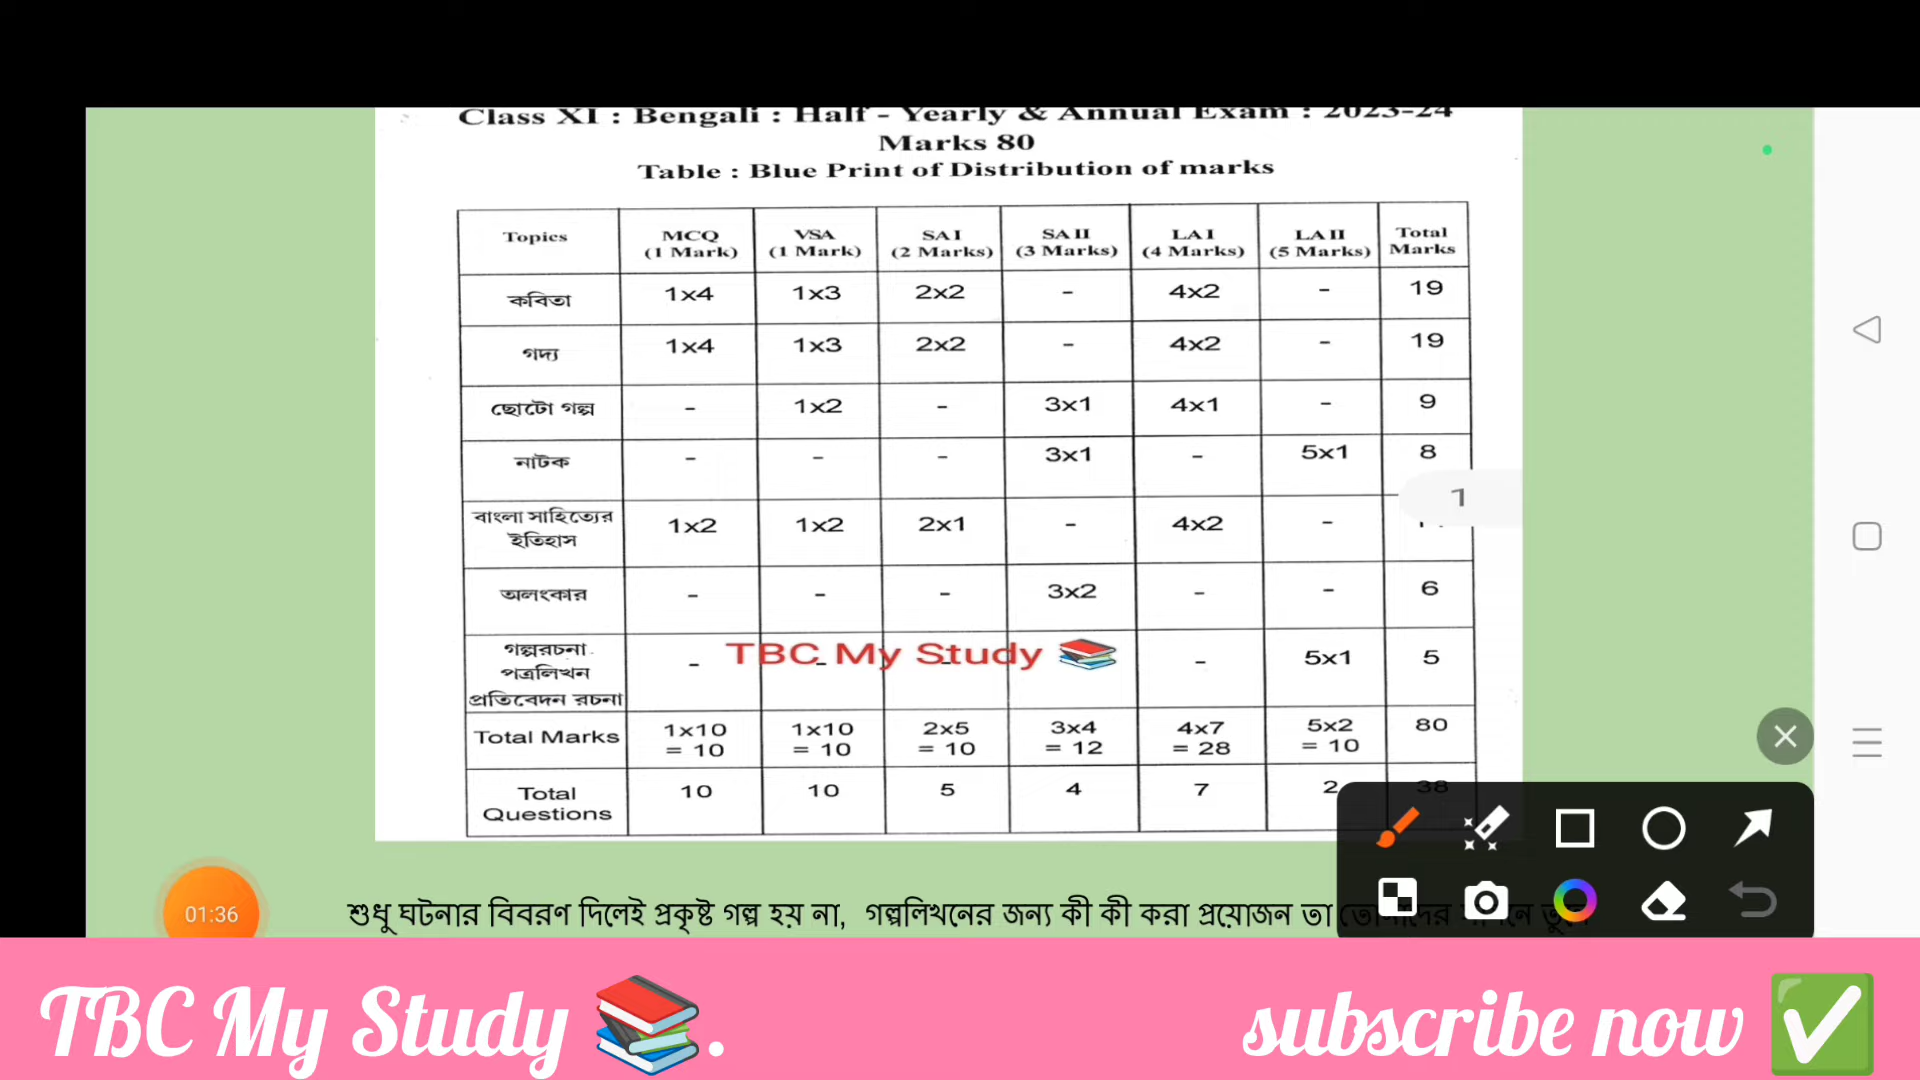 Class XI : Bengali : Half - Yearly & Annual Exam : 2023-24
Marks 80
Table : Blue Print of Distribution of marks
Topics MCQ (1 Mark) VSA (1 Mark) SA I (2 Marks) SA II (3 Marks) LA I (4 Marks) LA II (5 Marks) Total Marks
কবিতা 1x4 1x3 2x2 - 4x2 - 19
গদ্য 1x4 1x3 2x2 - 4x2 - 19
ছোটো গল্প - 1x2 - 3x1 4x1 - 9
নাটক - - - 3x1 - 5x1 8
1
বাংলা সাহিত্যের ইতিহাস 1x2 1x2 2x1 - 4x2 -
অলংকার - - - 3x2 - - 6
গল্পরচনা পত্রলিখন প্রতিবেদন রচনা - - - - 5x1 5
TBC My Study
Total Marks 1x10 = 10 1x10 = 10 2x5 = 10 3x4 = 12 4x7 = 28 5x2 = 10 80
Total Questions 10 10 5 4 7 2 38
01:36
শুধু ঘটনার বিবরণ দিলেই প্রকৃষ্ট গল্প হয় না, গল্পলিখনের জন্য কী কী করা প্রয়োজন তা
TBC My Study .
subscribe now